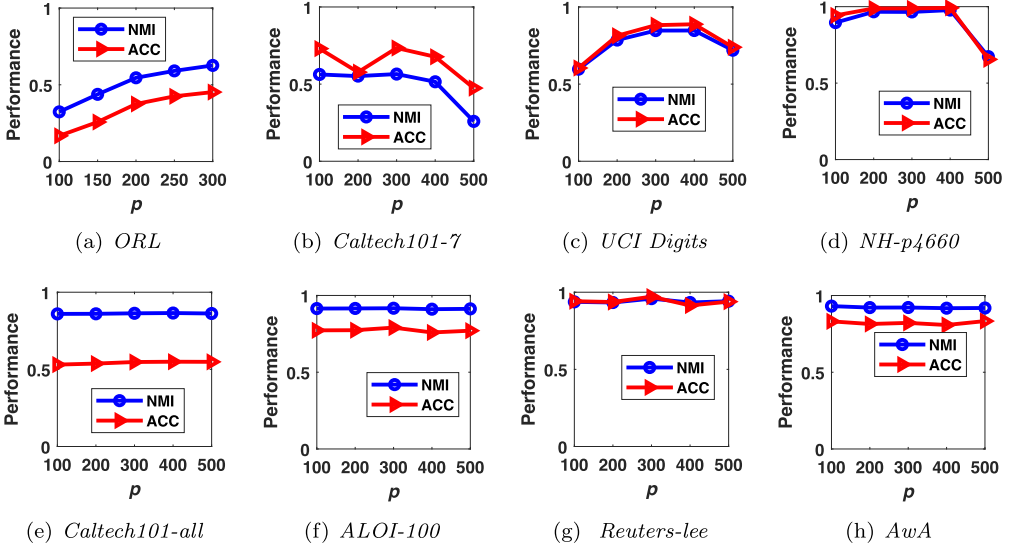 Performance
1
0.5
0
NMI
ACC
100 150 200 250 300
p
(a) ORL
Performance
1
0.5
0
NMI
ACC
100 200 300 400 500
p
(b) Caltech101-7
Performance
1
0.5
0
NMI
ACC
100 200 300 400 500
p
(c) UCI Digits
Performance
1
0.5
0
NMI
ACC
100 200 300 400 500
p
(d) NH-p4660
Performance
1
0.5
0
NMI
ACC
100 200 300 400 500
p
(e) Caltech101-all
Performance
1
0.5
0
NMI
ACC
100 200 300 400 500
p
(f) ALOI-100
Performance
1
0.5
0
NMI
ACC
100 200 300 400 500
p
(g) Reuters-lee
Performance
1
0.5
0
NMI
ACC
100 200 300 400 500
p
(h) AwA